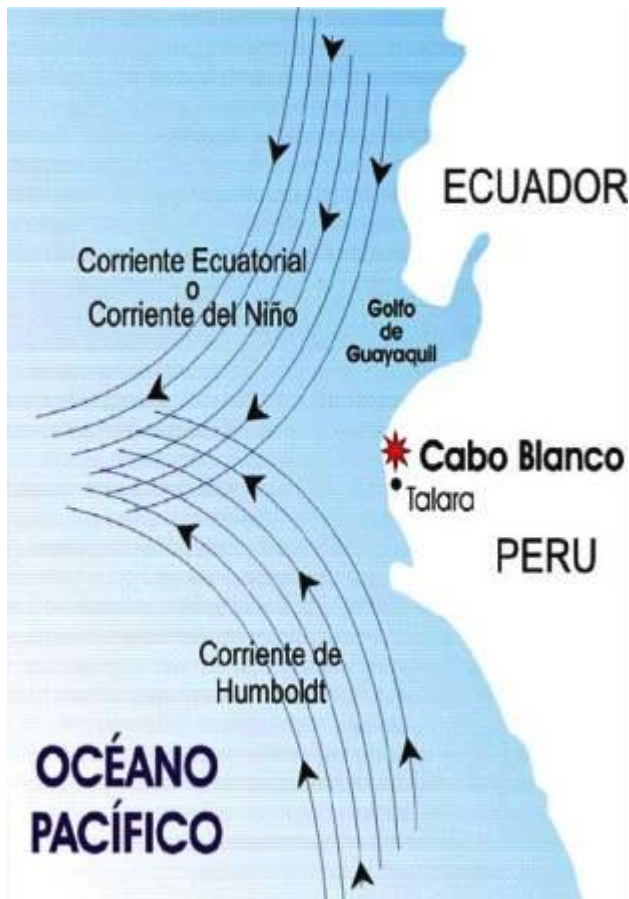 ECUADOR
Corriente Ecuatorial
o
Corriente del Niño
Golfo
de
Guayaquil
Cabo Blanco
Talara
PERU
Corriente de
Humboldt
OCÉANO
PACÍFICO